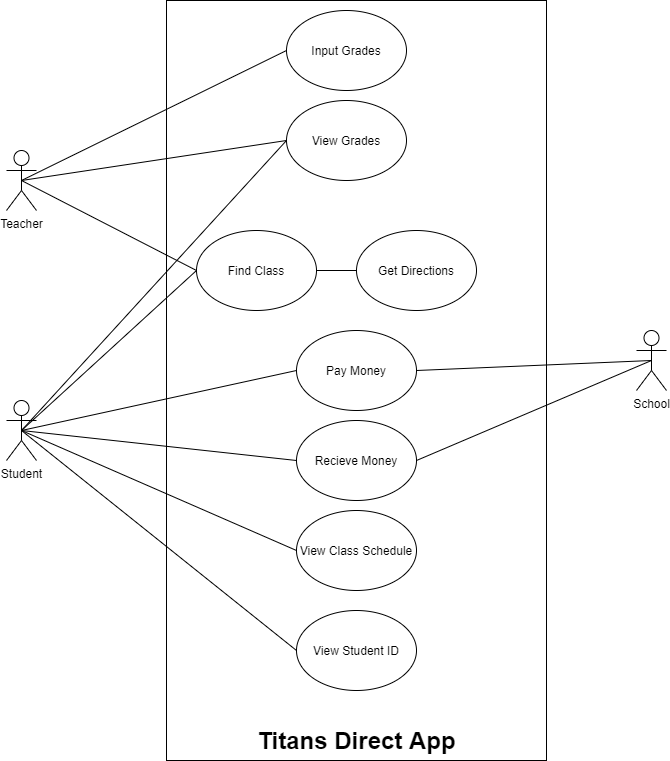 Input Grades
View Grades
Teacher
Find Class
Get Directions
Pay Money
School
Student
Recieve Money
View Class Schedule
View Student ID
Titans Direct App